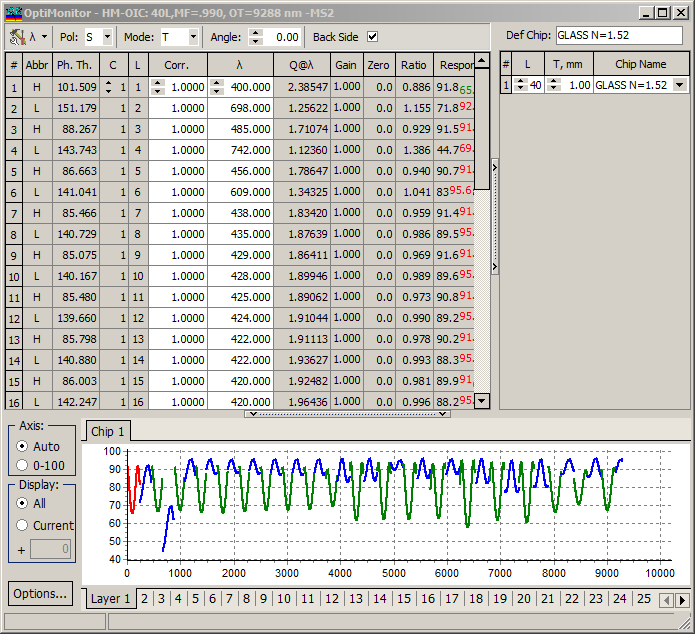 OptiMonitor - HM-OIC: 40L,MF=.990, OT=9288 nm -MS2
λ Pol: S Mode: T Angle: 0.00 Back Side
Def Chip: GLASS N=1.52
# Abbr Ph. Th. C L Corr. λ Q@λ Gain Zero Ratio Respon
1 H 101.509 1 1 1.0000 400.000 2.38547 1.000 0.0 0.886 91.8 65.
2 L 151.179 1 2 1.0000 698.000 1.25622 1.000 0.0 1.155 71.8 92.
3 H 88.267 1 3 1.0000 485.000 1.71074 1.000 0.0 0.929 91.5 91.
4 L 143.743 1 4 1.0000 742.000 1.12360 1.000 0.0 1.386 44.7 69.
5 H 86.663 1 5 1.0000 456.000 1.78647 1.000 0.0 0.940 90.7 91.
6 L 141.041 1 6 1.0000 609.000 1.34325 1.000 0.0 1.041 83 95.6
7 H 85.466 1 7 1.0000 438.000 1.83420 1.000 0.0 0.959 91.4 91.
8 L 140.729 1 8 1.0000 435.000 1.87639 1.000 0.0 0.986 89.5 95.
9 H 85.075 1 9 1.0000 429.000 1.86411 1.000 0.0 0.969 91.6 91.
10 L 140.167 1 10 1.0000 428.000 1.89946 1.000 0.0 0.989 89.6 95.
11 H 85.480 1 11 1.0000 425.000 1.89062 1.000 0.0 0.973 90.8 91.
12 L 139.660 1 12 1.0000 424.000 1.91044 1.000 0.0 0.990 89.2 95.
13 H 85.798 1 13 1.0000 422.000 1.91113 1.000 0.0 0.978 90.2 91.
14 L 140.880 1 14 1.0000 422.000 1.93627 1.000 0.0 0.993 88.3 95.
15 H 86.003 1 15 1.0000 420.000 1.92482 1.000 0.0 0.981 89.9 91.
16 L 142.247 1 16 1.0000 420.000 1.96436 1.000 0.0 0.996 88.2 95.
# L T, mm Chip Name
1 40 1.00 GLASS N=1.52
Axis:
Auto
0-100
Display:
All
Current
+ 0
Options...
Chip 1
100
90
80
70
60
50
40
0 1000 2000 3000 4000 5000 6000 7000 8000 9000 10000
Layer 1 2 3 4 5 6 7 8 9 10 11 12 13 14 15 16 17 18 19 20 21 22 23 24 25